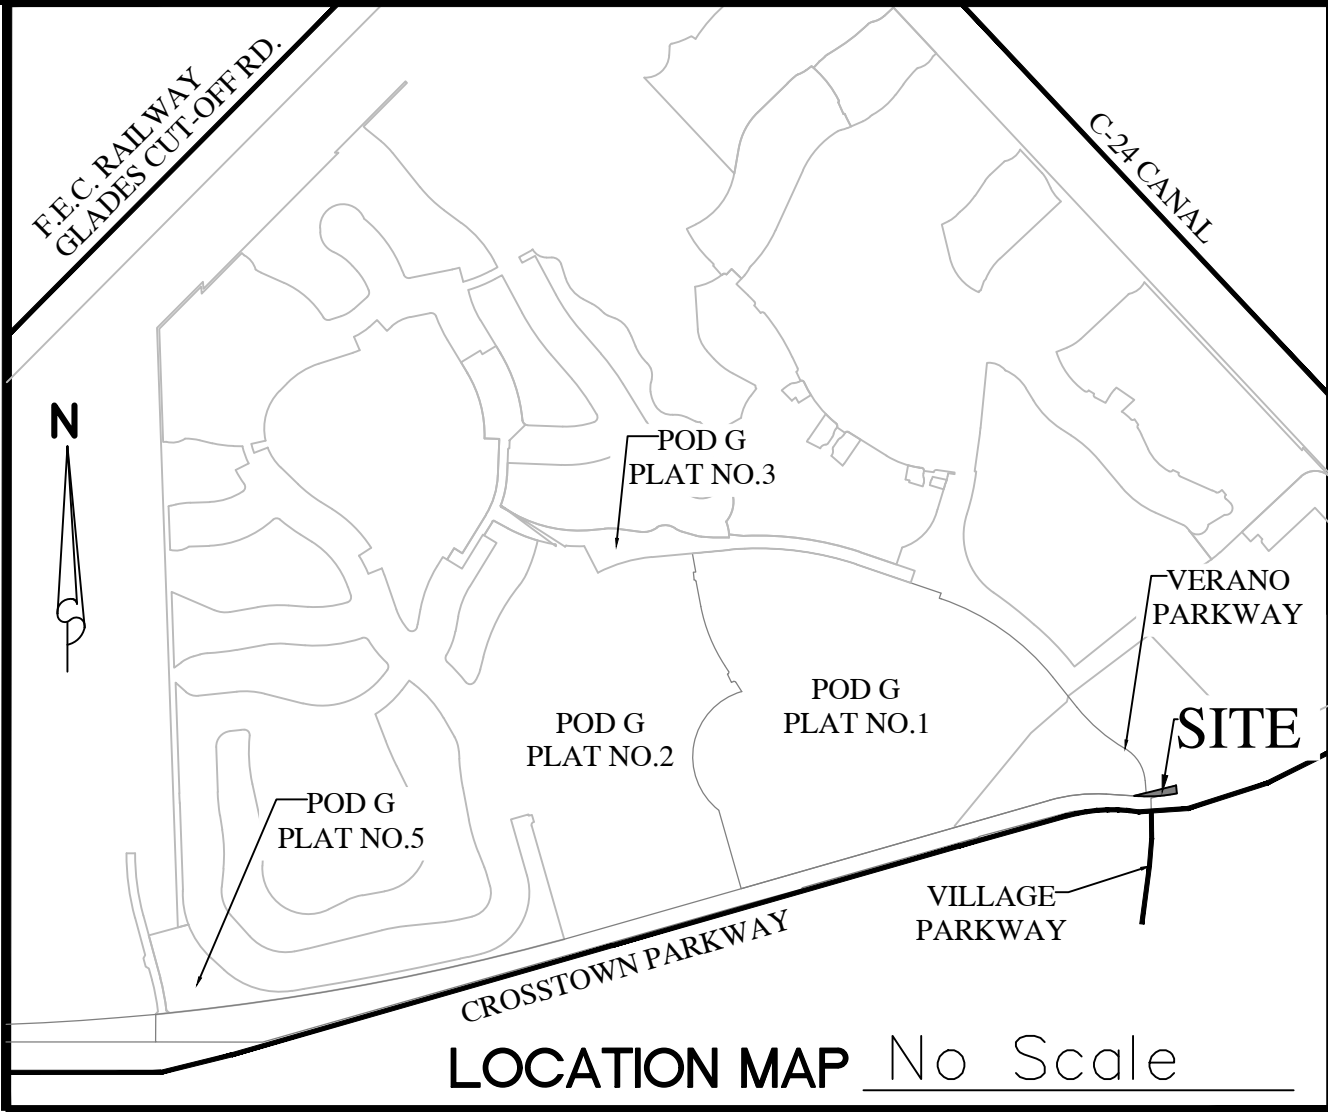 F.E.C. RAILWAY
GLADES CUT-OFF RD.
C-24 CANAL
N
POD G
PLAT NO.3
VERANO
PARKWAY
POD G
PLAT NO.1
SITE
POD G
PLAT NO.2
POD G
PLAT NO.5
VILLAGE
PARKWAY
CROSSTOWN PARKWAY
LOCATION MAP No Scale